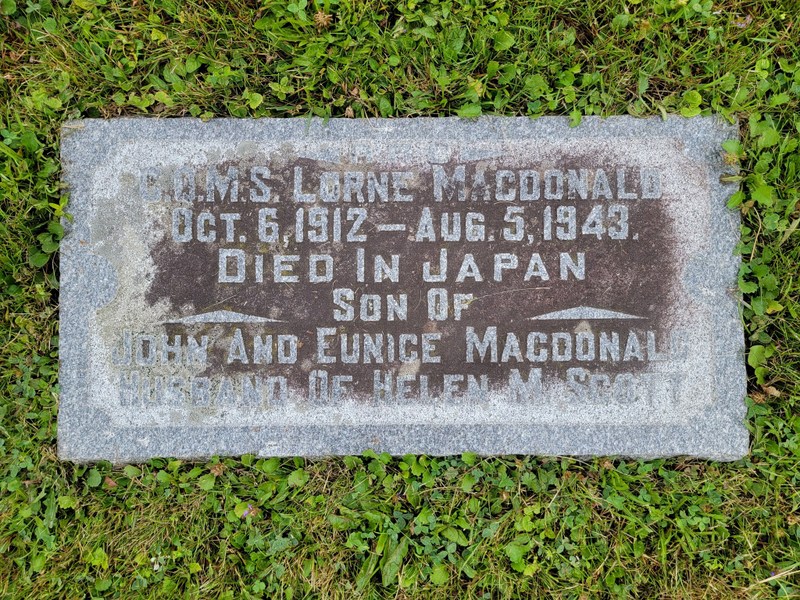 C.Q.M.S. LORNE MACDONALD
OCT. 6, 1912 — AUG. 5, 1943.
DIED IN JAPAN
SON OF
JOHN AND EUNICE MACDONALD
HUSBAND OF HELEN M. SCOTT